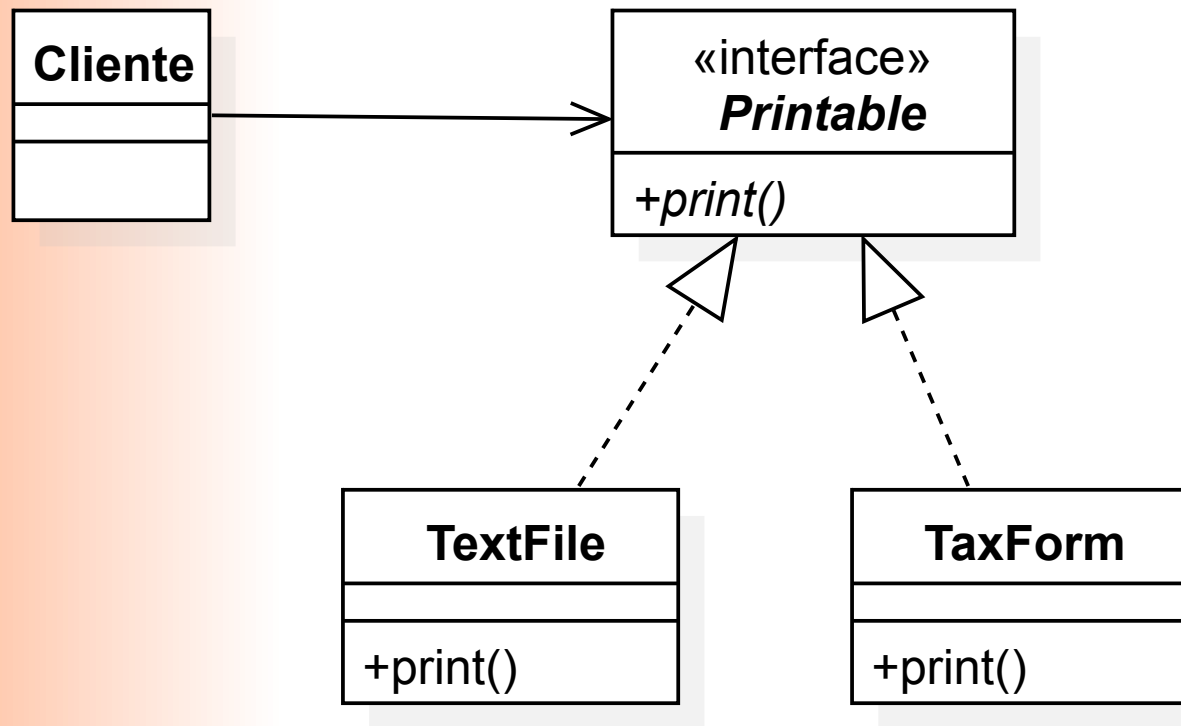 Cliente
«interface»
Printable
+print()
TextFile
+print()
TaxForm
+print()